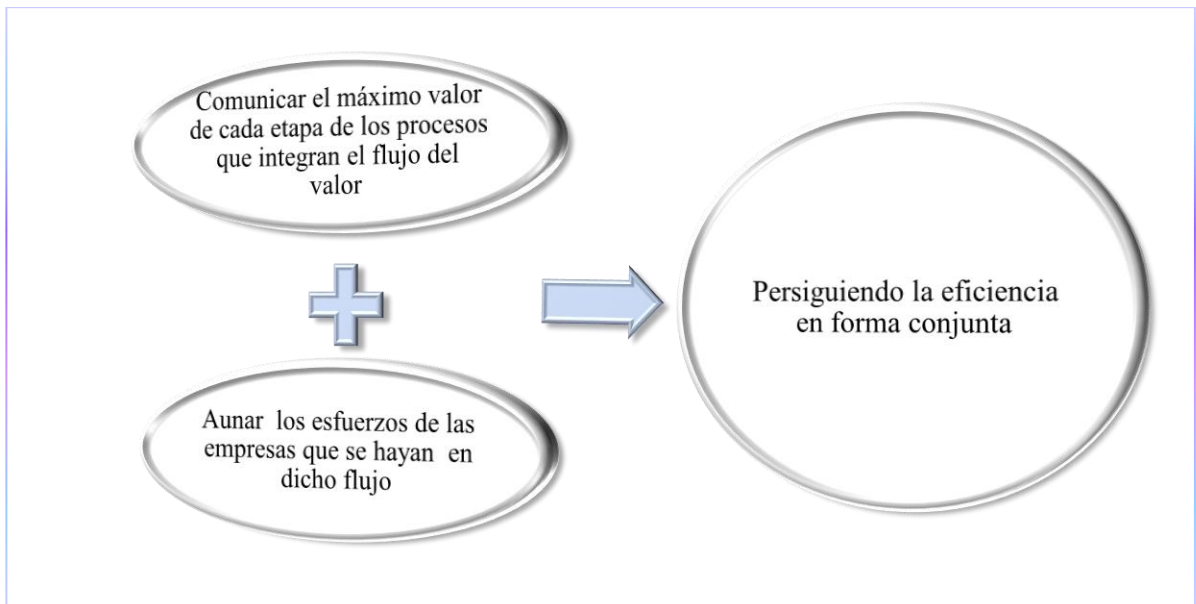 Comunicar el máximo valor
de cada etapa de los procesos
que integran el flujo del
valor
Aunar los esfuerzos de las
empresas que se hayan en
dicho flujo
Persiguiendo la eficiencia
en forma conjunta